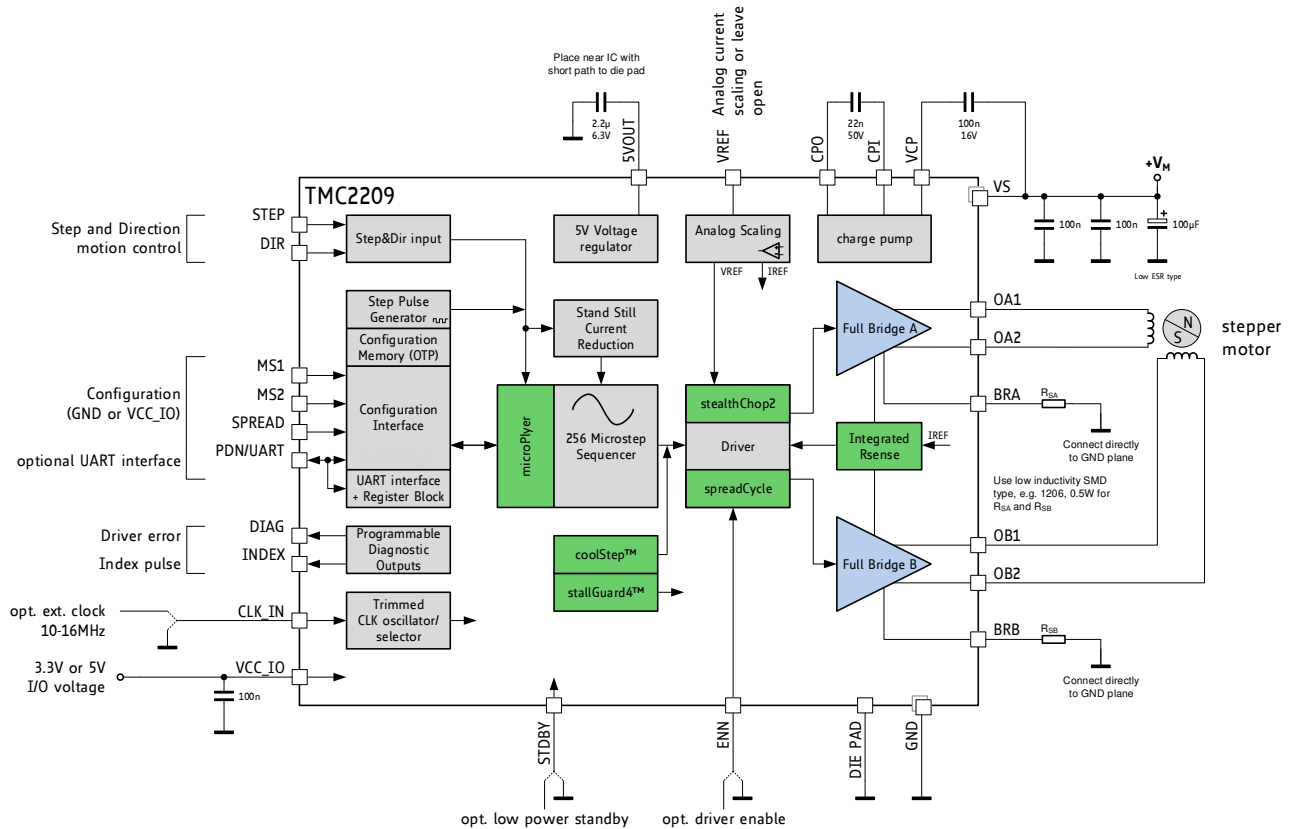 Place near IC with
short path to die pad
Analog current
scaling or leave
open
2.2µ
6.3V
22n
50V
100n
16V
5VOUT
VREF
CPO
CPI
VCP
+VM
TMC2209
VS
Step and Direction
motion control
STEP
DIR
Step&Dir input
5V Voltage
regulator
Analog Scaling
VREF
IREF
charge pump
100n
100n
+
100µF
Low ESR type
Step Pulse
Generator
Configuration
Memory (OTP)
Stand Still
Current
Reduction
Full Bridge A
OA1
OA2
N
S
stepper
motor
Configuration
(GND or VCC_IO)
optional UART interface
MS1
MS2
SPREAD
PDN/UART
Configuration
Interface
UART interface
+ Register Block
microPlyer
256 Microstep
Sequencer
stealthChop2
Driver
spreadCycle
Integrated
Rsense
IREF
BRA
RSA
Connect directly
to GND plane
Use low inductivity SMD
type, e.g. 1206, 0.5W for
RSA and RSB
Driver error
Index pulse
DIAG
INDEX
Programmable
Diagnostic
Outputs
coolStep™
stallGuard4™
Full Bridge B
OB1
OB2
opt. ext. clock
10-16MHz
CLK_IN
Trimmed
CLK oscillator/
selector
BRB
RSB
Connect directly
to GND plane
3.3V or 5V
I/O voltage
VCC_IO
100n
STDBY
ENN
DIE PAD
GND
opt. low power standby
opt. driver enable